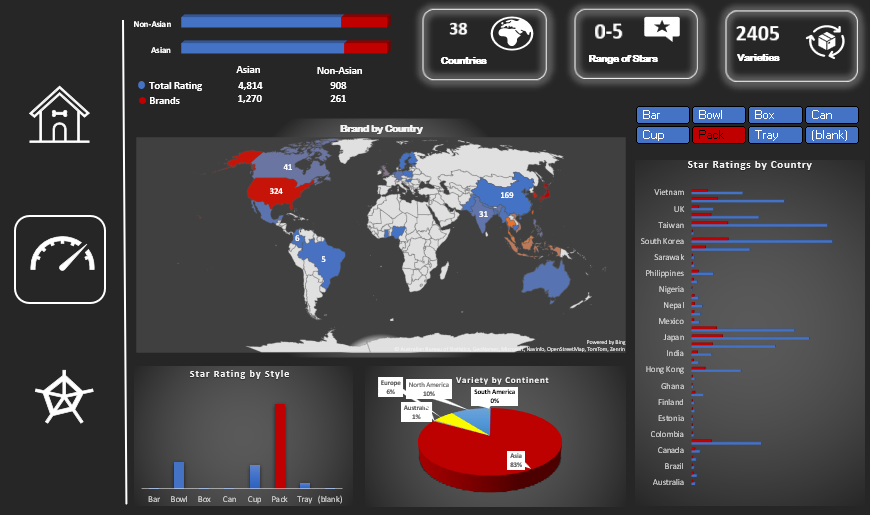 Non-Asian
Asian
Asian Non-Asian
Total Rating 4,814 908
Brands 1,270 261
38
Countries
0-5
Range of Stars
2405
Varieties
Bar Bowl Box Can
Cup Pack Tray (blank)
Brand by Country
41
324
169
31
6
5
Powered by Bing
OpenStreetMap, TomTom, Zenrin
Star Ratings by Country
Vietnam
UK
Taiwan
South Korea
Sarawak
Philippines
Nigeria
Nepal
Mexico
Japan
India
Hong Kong
Ghana
Finland
Estonia
Colombia
Canada
Brazil
Australia
Star Rating by Style
Bar Bowl Box Can Cup Pack Tray (blank)
Variety by Continent
Europe
6%
North America
10%
South America
0%
1%
Asia
83%